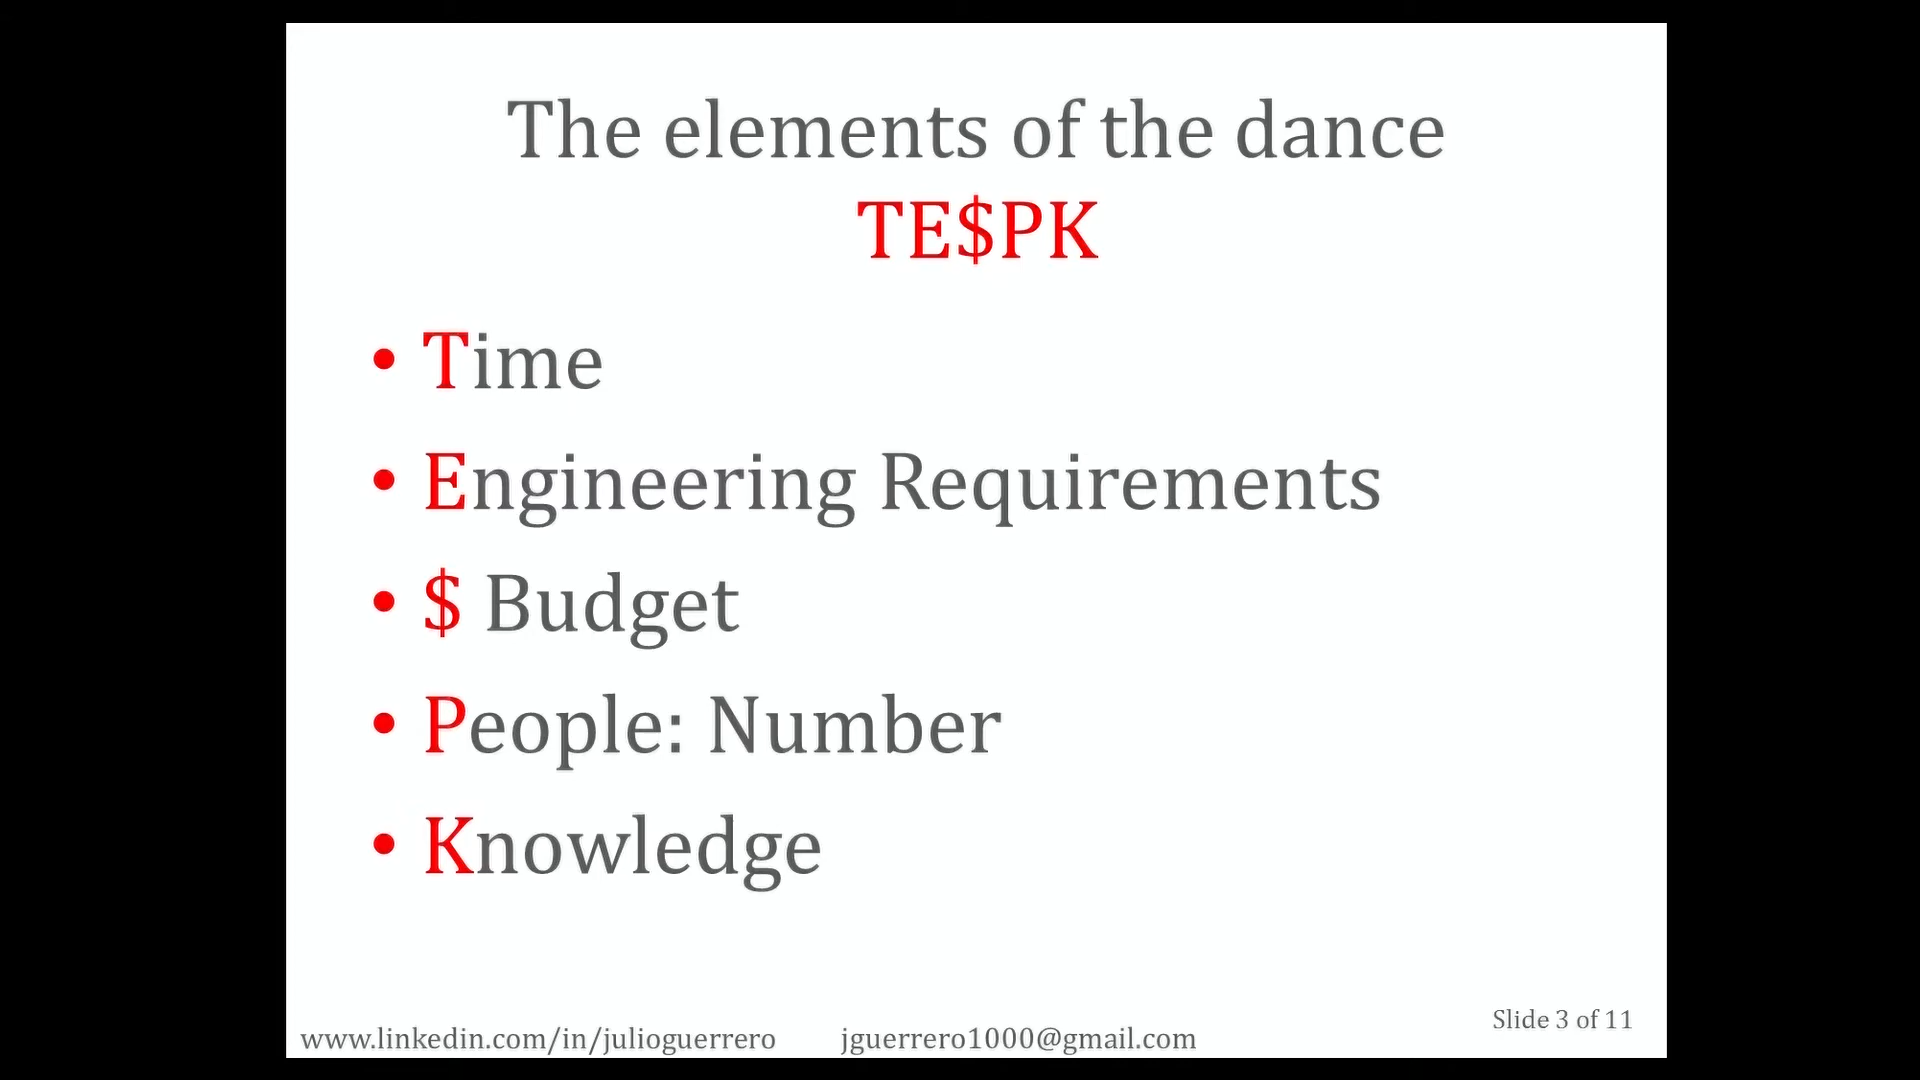 The elements of the dance
TE$PK
• Time
• Engineering Requirements
• $ Budget
• People: Number
• Knowledge
Slide 3 of 11
www.linkedin.com/in/julioguerrero jguerrero1000@gmail.com